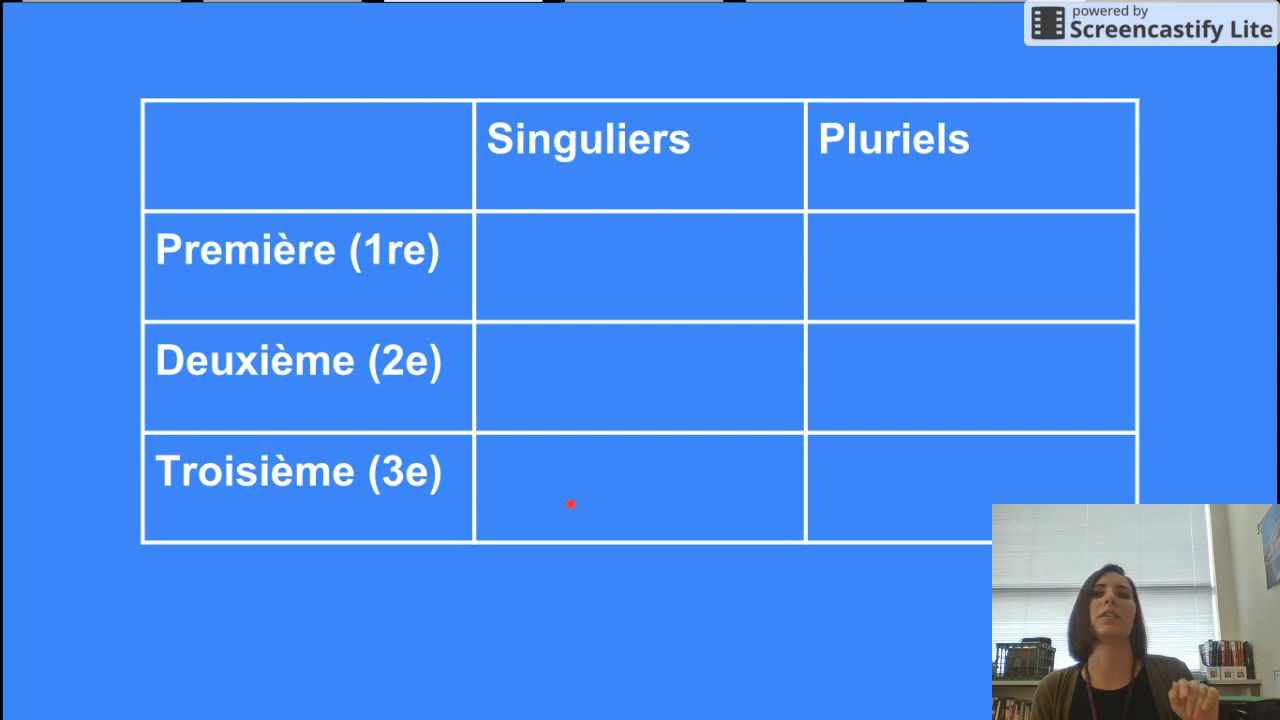 powered by
Screencastify Lite
Singuliers
Pluriels
Première (1re)
Deuxième (2e)
Troisième (3e)